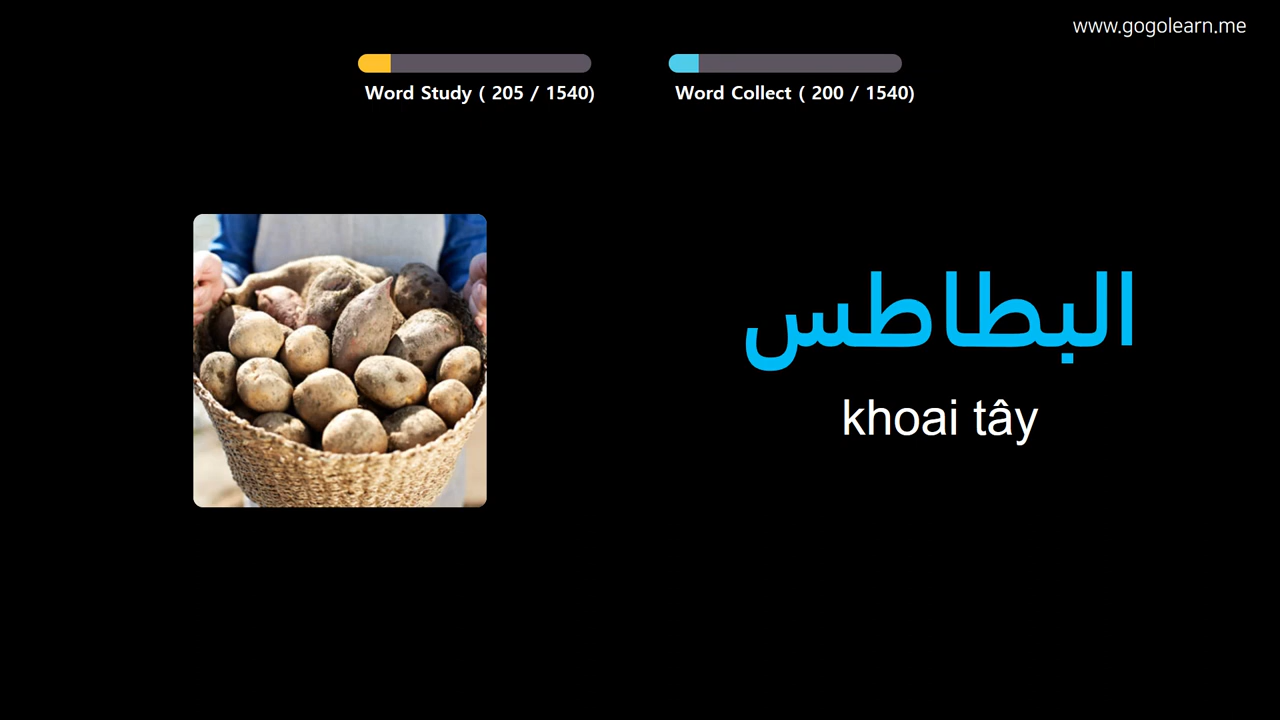 www.gogolearn.me
Word Study ( 205 / 1540)
Word Collect ( 200 / 1540)
البطاطس
khoai tây